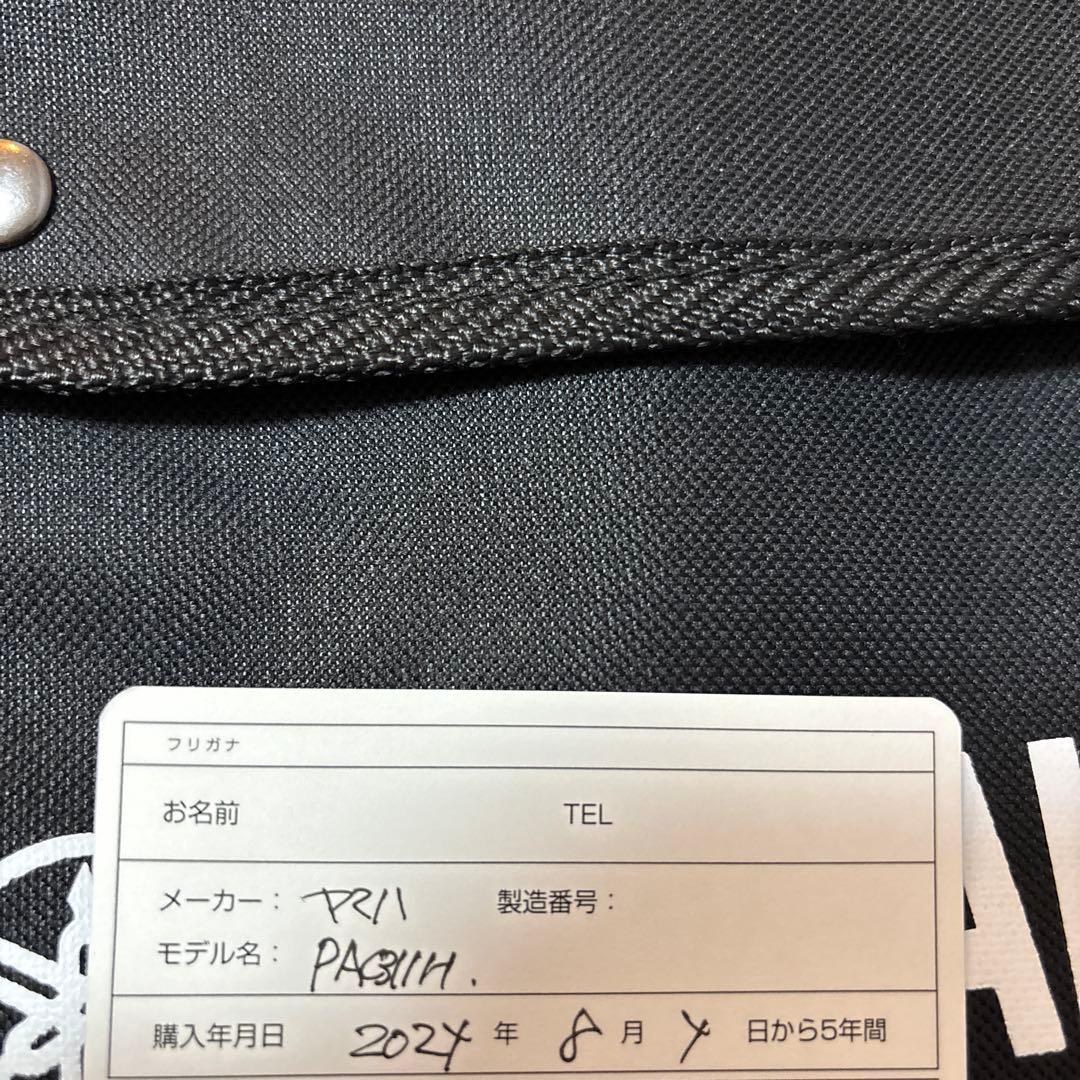 フリガナ
お名前 TEL
メーカー： ヤマハ 製造番号：
モデル名： PAC311H.
購入年月日 2024 年 8 月 4 日から5年間